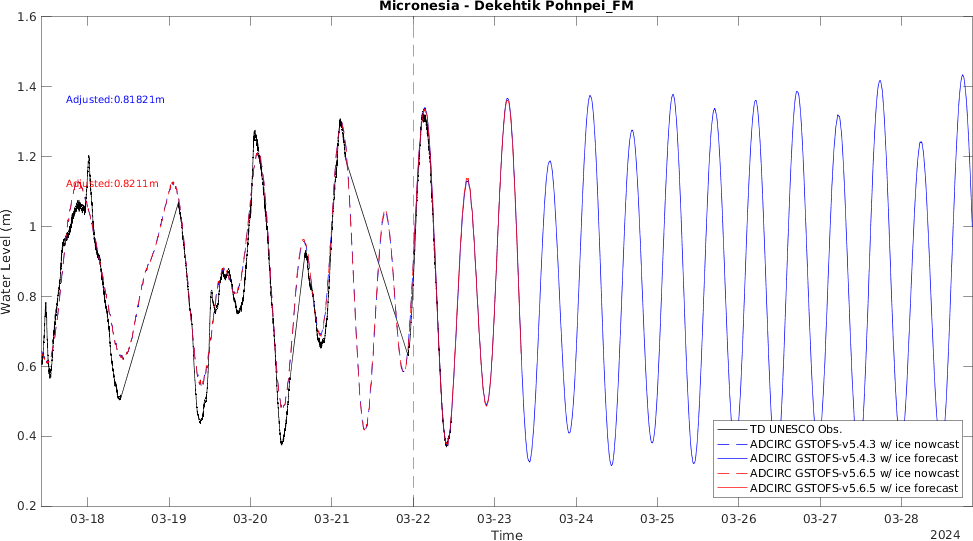 Micronesia - Dekehtik Pohnpei_FM
1.6
1.4
1.2
1
0.8
0.6
0.4
0.2
Water Level (m)
Adjusted:0.81821m
Adjusted:0.8211m
TD UNESCO Obs.
ADCIRC GSTOFS-v5.4.3 w/ ice nowcast
ADCIRC GSTOFS-v5.4.3 w/ ice forecast
ADCIRC GSTOFS-v5.6.5 w/ ice nowcast
ADCIRC GSTOFS-v5.6.5 w/ ice forecast
03-18 03-19 03-20 03-21 03-22 03-23 03-24 03-25 03-26 03-27 03-28
Time
2024